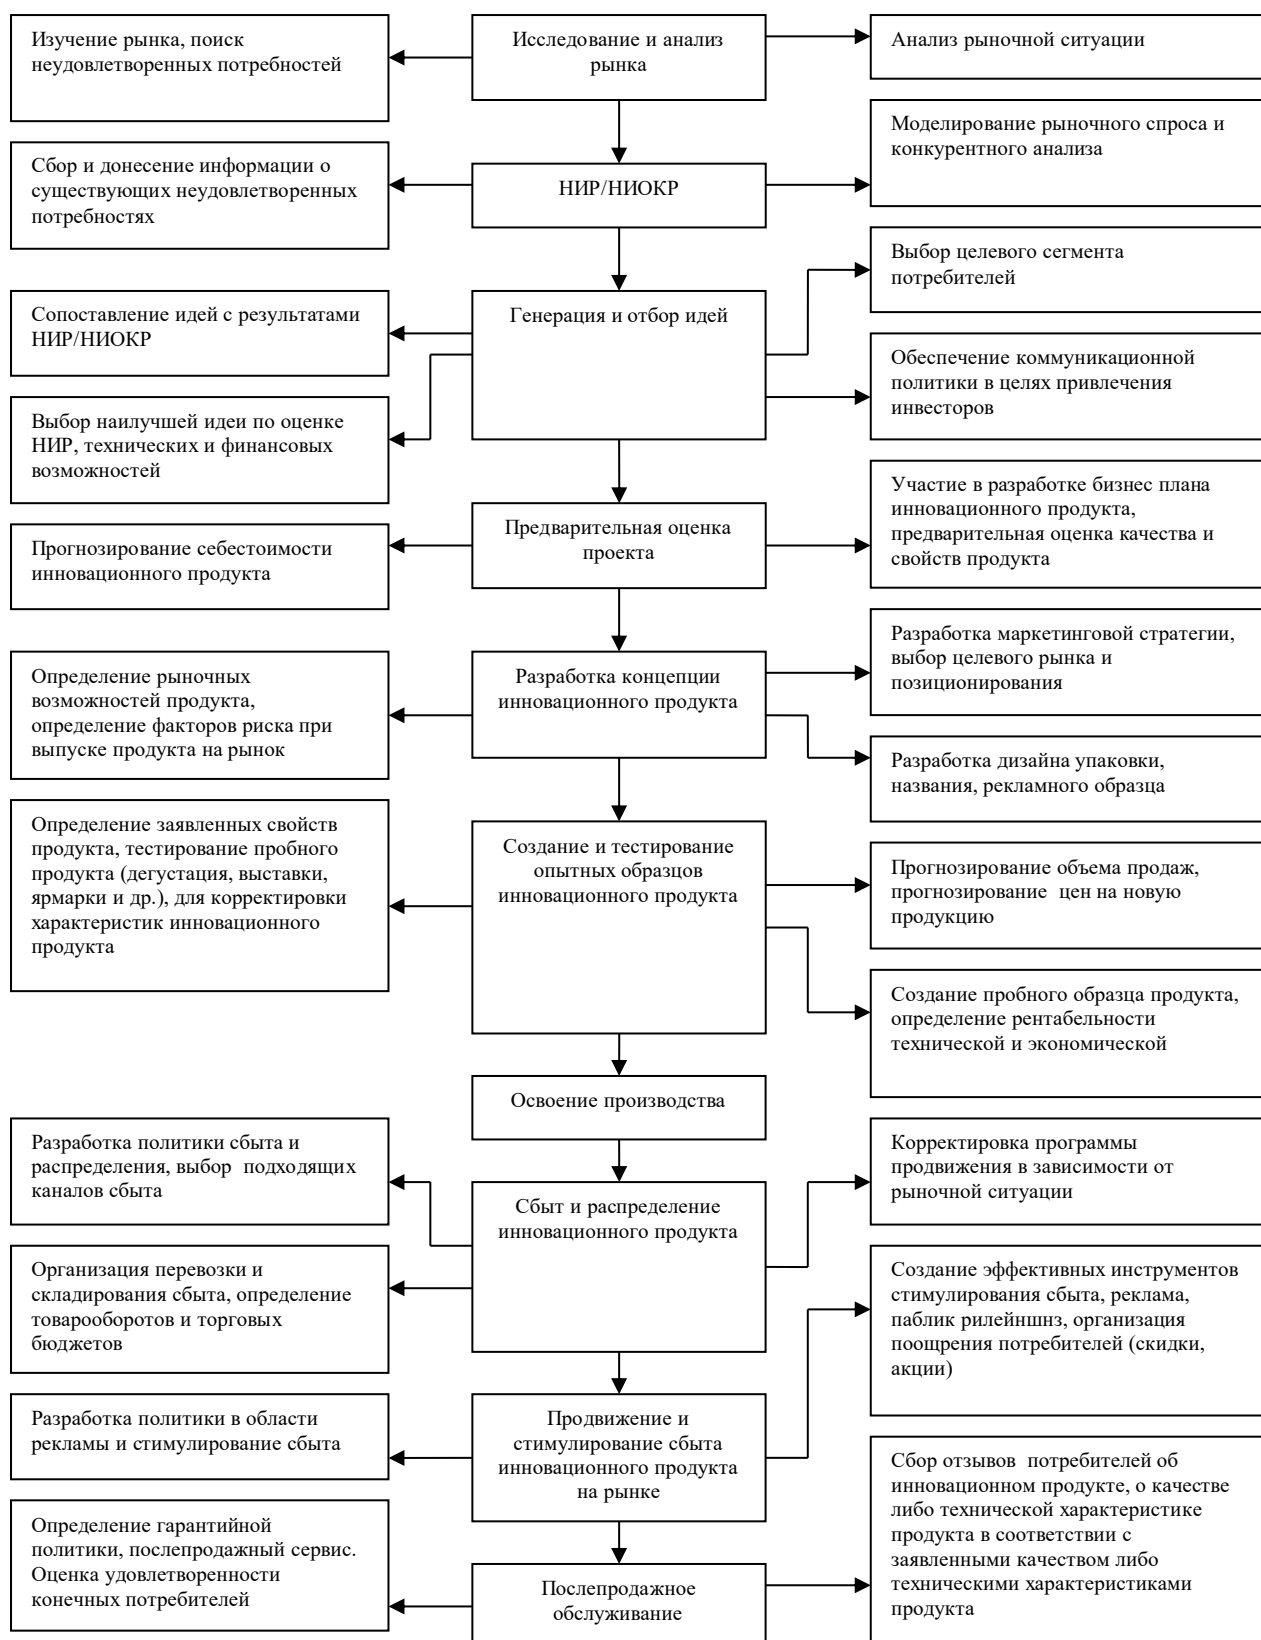 Изучение рынка, поиск
неудовлетворенных потребностей
Исследование и анализ
рынка
Анализ рыночной ситуации
Моделирование рыночного спроса и
конкурентного анализа
Сбор и донесение информации о
существующих неудовлетворенных
потребностях
НИР/НИОКР
Выбор целевого сегмента
потребителей
Сопоставление идей с результатами
НИР/НИОКР
Генерация и отбор идей
Обеспечение коммуникационной
политики в целях привлечения
инвесторов
Выбор наилучшей идеи по оценке
НИР, технических и финансовых
возможностей
Участие в разработке бизнес плана
инновационного продукта,
предварительная оценка качества и
свойств продукта
Прогнозирование себестоимости
инновационного продукта
Предварительная оценка
проекта
Разработка маркетинговой стратегии,
выбор целевого рынка и
позиционирования
Определение рыночных
возможностей продукта,
определение факторов риска при
выпуске продукта на рынок
Разработка концепции
инновационного продукта
Разработка дизайна упаковки,
названия, рекламного образца
Определение заявленных свойств
продукта, тестирование пробного
продукта (дегустация, выставки,
ярмарки и др.), для корректировки
характеристик инновационного
продукта
Создание и тестирование
опытных образцов
инновационного продукта
Прогнозирование объема продаж,
прогнозирование цен на новую
продукцию
Создание пробного образца продукта,
определение рентабельности
технической и экономической
Освоение производства
Разработка политики сбыта и
распределения, выбор подходящих
каналов сбыта
Корректировка программы
продвижения в зависимости от
рыночной ситуации
Сбыт и распределение
инновационного продукта
Организация перевозки и
складирования сбыта, определение
товарооборотов и торговых
бюджетов
Создание эффективных инструментов
стимулирования сбыта, реклама,
паблик рилейншнз, организация
поощрения потребителей (скидки,
акции)
Разработка политики в области
рекламы и стимулирование сбыта
Продвижение и
стимулирование сбыта
инновационного продукта
на рынке
Сбор отзывов потребителей об
инновационном продукте, о качестве
либо технической характеристике
продукта в соответствии с
заявленными качеством либо
техническими характеристиками
продукта
Определение гарантийной
политики, послепродажный сервис.
Оценка удовлетворенности
конечных потребителей
Послепродажное
обслуживание